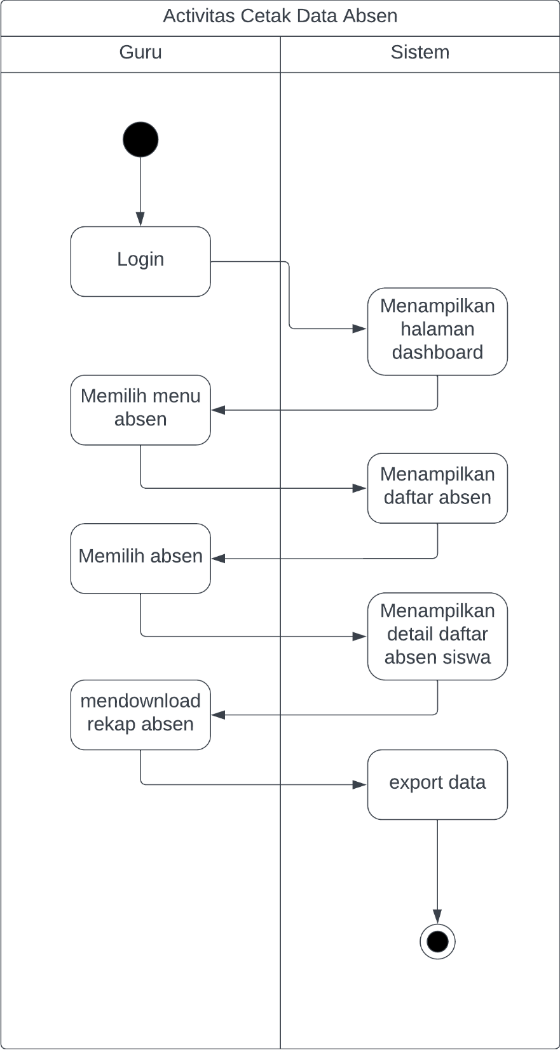 Activitas Cetak Data Absen
Guru
Sistem
Login
Menampilkan
halaman
dashboard
Memilih menu
absen
Menampilkan
daftar absen
Memilih absen
Menampilkan
detail daftar
absen siswa
mendownload
rekap absen
export data